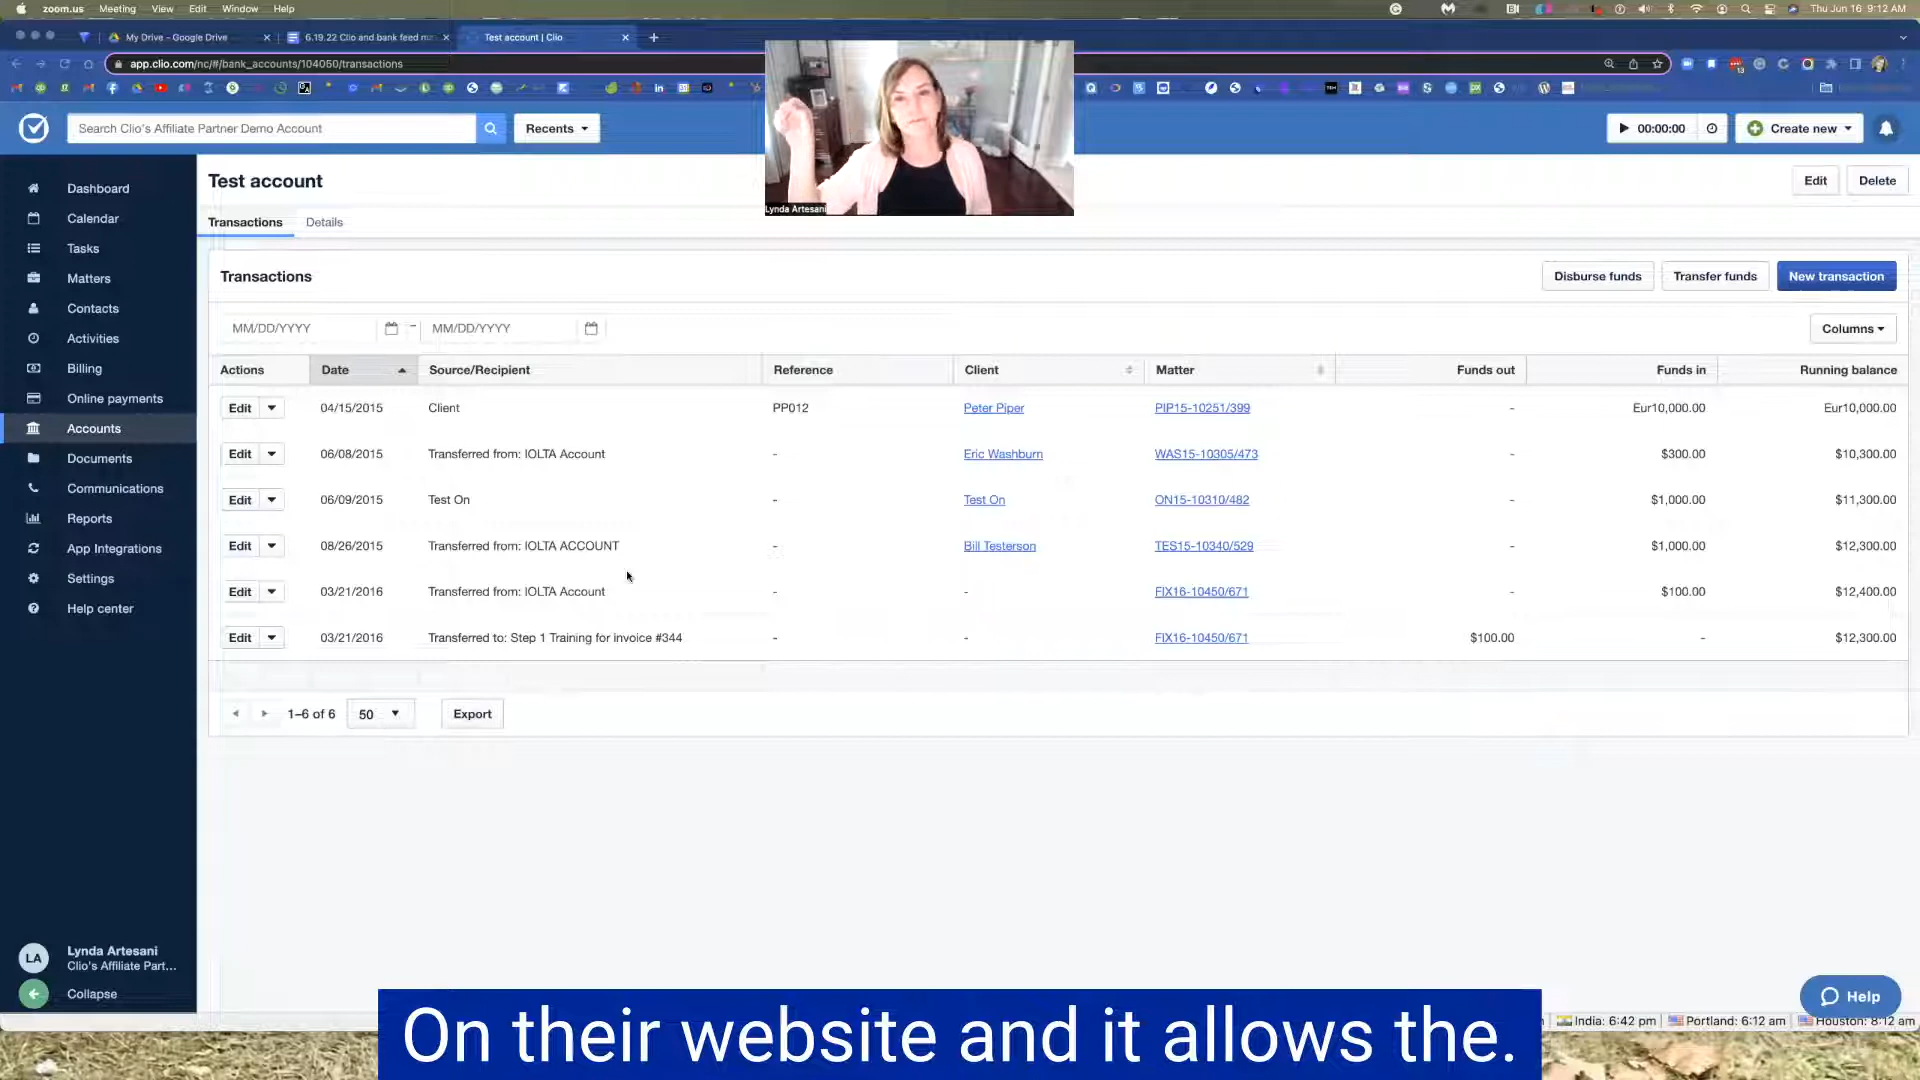 zoom.us Meeting View Edit Window Help
Thu Jun 16 9:12 AM
My Drive - Google Drive
6.19.22 Clio and bank feed
Test account | Clio
app.clio.com/nc/#/bank_accounts/104050/transactions
Search Clio's Affiliate Partner Demo Account
Recents
00:00:00
Create new
Lynda Artesani
Dashboard
Calendar
Tasks
Matters
Contacts
Activities
Billing
Online payments
Accounts
Documents
Communications
Reports
App Integrations
Settings
Help center
Test account
Edit
Delete
Transactions Details
Transactions
Disburse funds
Transfer funds
New transaction
MM/DD/YYYY - MM/DD/YYYY
Columns
Actions Date Source/Recipient Reference Client Matter Funds out Funds in Running balance
Edit 04/15/2015 Client PP012 Peter Piper PIP15-10251/399 - Eur10,000.00 Eur10,000.00
Edit 06/08/2015 Transferred from: IOLTA Account - Eric Washburn WAS15-10305/473 - $300.00 $10,300.00
Edit 06/09/2015 Test On - Test On ON15-10310/482 - $1,000.00 $11,300.00
Edit 08/26/2015 Transferred from: IOLTA ACCOUNT - Bill Testerson TES15-10340/529 - $1,000.00 $12,300.00
Edit 03/21/2016 Transferred from: IOLTA Account - - FIX16-10450/671 - $100.00 $12,400.00
Edit 03/21/2016 Transferred to: Step 1 Training for invoice #344 - - FIX16-10450/671 $100.00 - $12,300.00
1–6 of 6
50
Export
LA
Lynda Artesani
Clio's Affiliate Part...
Collapse
Help
India: 6:42 pm
Portland: 6:12 am
Houston: 8:12 am
On their website and it allows the.